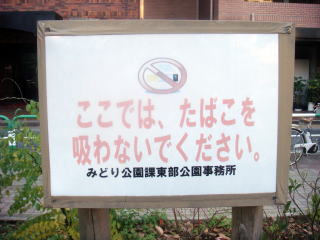 ここでは、たばこを
吸わないでください。
みどり公園課東部公園事務所